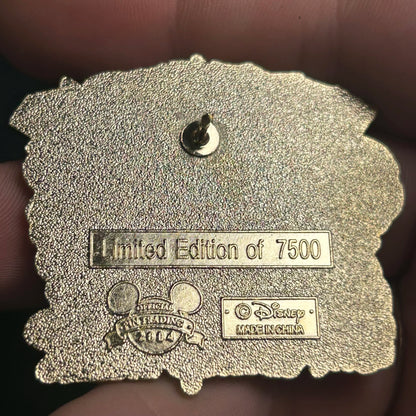 Limited Edition of 7500
OFFICIAL
PIN TRADING
2004
© Disney
MADE IN CHINA